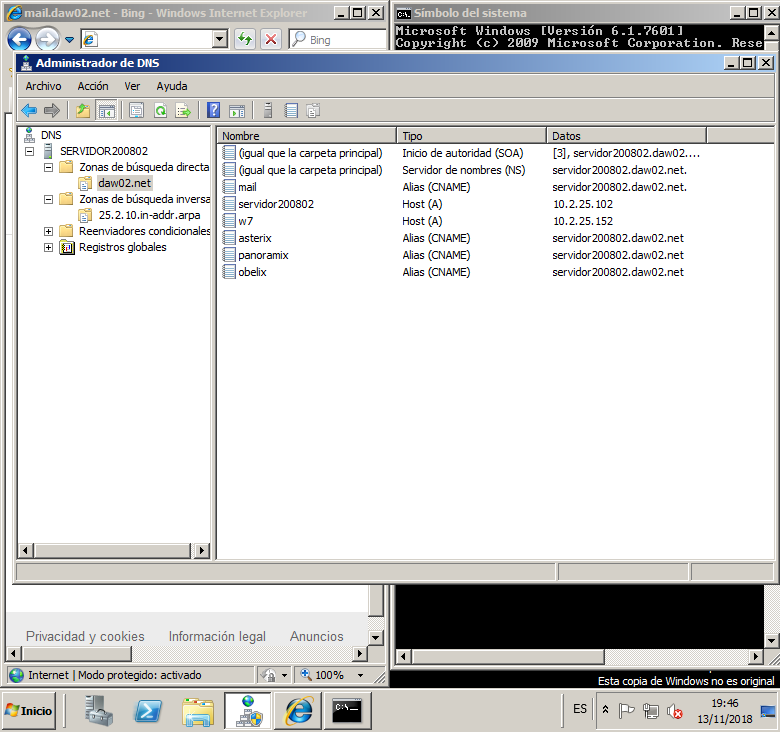 mail.daw02.net - Bing - Windows Internet Explorer
Bing
Símbolo del sistema
Microsoft Windows [Versión 6.1.7601]
Copyright (c) 2009 Microsoft Corporation. Rese
Administrador de DNS
Archivo Acción Ver Ayuda
DNS
SERVIDOR200802
Zonas de búsqueda directa
daw02.net
Zonas de búsqueda inversa
25.2.10.in-addr.arpa
Reenviadores condicionales
Registros globales
Nombre Tipo Datos
(igual que la carpeta principal) Inicio de autoridad (SOA) [3], servidor200802.daw02....
(igual que la carpeta principal) Servidor de nombres (NS) servidor200802.daw02.net.
mail Alias (CNAME) servidor200802.daw02.net.
servidor200802 Host (A) 10.2.25.102
w7 Host (A) 10.2.25.152
asterix Alias (CNAME) servidor200802.daw02.net
panoramix Alias (CNAME) servidor200802.daw02.net
obelix Alias (CNAME) servidor200802.daw02.net
Privacidad y cookies Información legal Anuncios
Internet | Modo protegido: activado 100%
Esta copia de Windows no es original
Inicio
C:\-
ES
19:46
13/11/2018